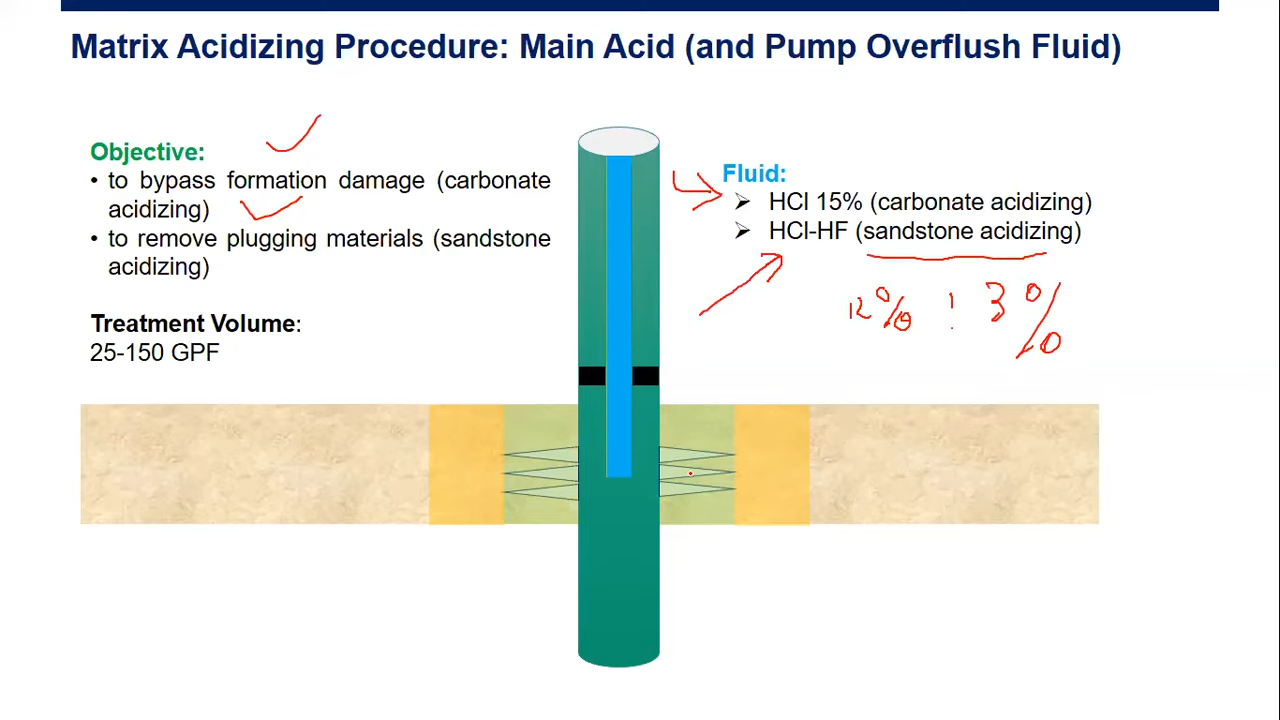 Matrix Acidizing Procedure: Main Acid (and Pump Overflush Fluid)
Objective:
• to bypass formation damage (carbonate
acidizing)
• to remove plugging materials (sandstone
acidizing)
Treatment Volume:
25-150 GPF
Fluid:
➢ HCl 15% (carbonate acidizing)
➢ HCl-HF (sandstone acidizing)
12% : 3%